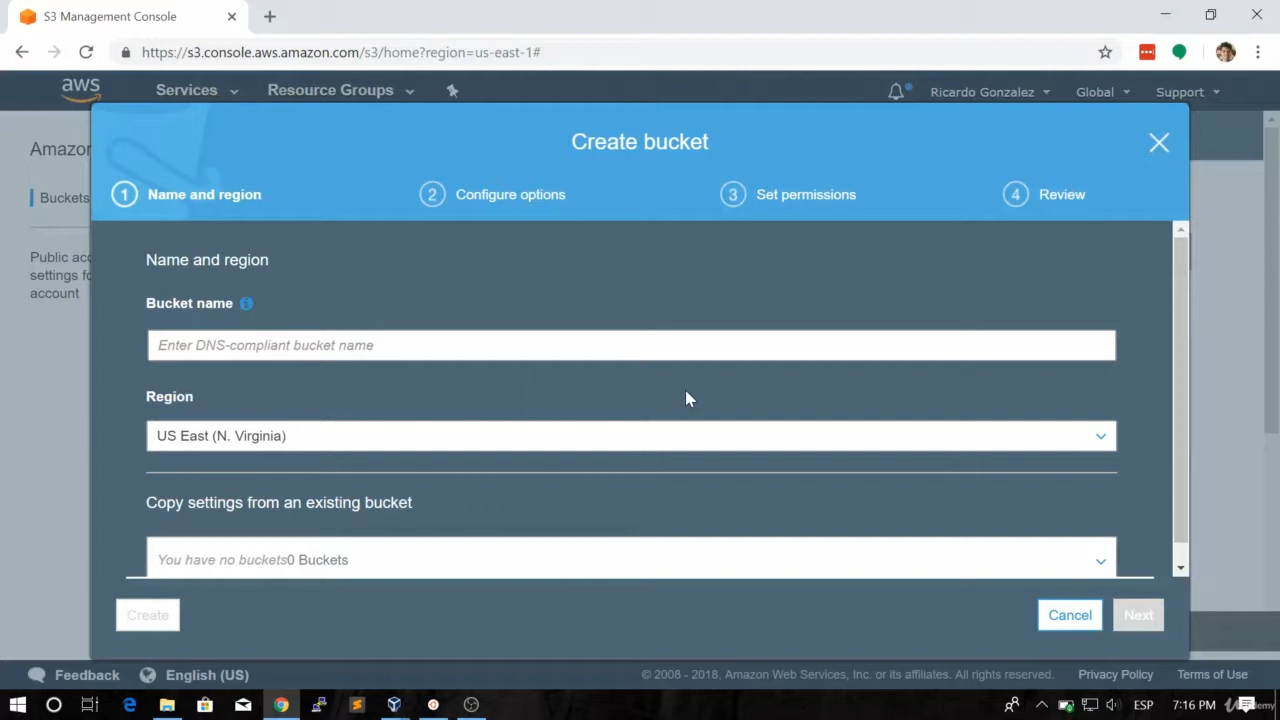 S3 Management Console
https://s3.console.aws.amazon.com/s3/home?region=us-east-1#
aws Services Resource Groups Ricardo Gonzalez Global Support
Create bucket
1 Name and region 2 Configure options 3 Set permissions 4 Review
Amazon
Buckets
Public acc
settings fo
account
Name and region
Bucket name
Enter DNS-compliant bucket name
Region
US East (N. Virginia)
Copy settings from an existing bucket
You have no buckets0 Buckets
Create Cancel Next
Feedback English (US) © 2008 - 2018, Amazon Web Services, Inc. or its affiliates. All rights reserved. Privacy Policy Terms of Use
ESP 7:16 PM